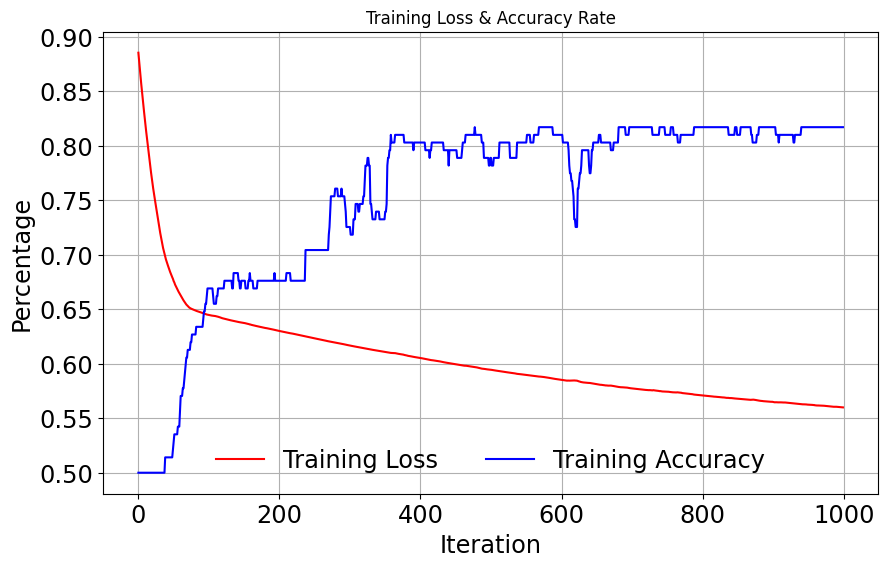 Training Loss & Accuracy Rate
0.90
0.85
0.80
0.75
0.70
0.65
0.60
0.55
0.50
Percentage
Training Loss Training Accuracy
0 200 400 600 800 1000
Iteration